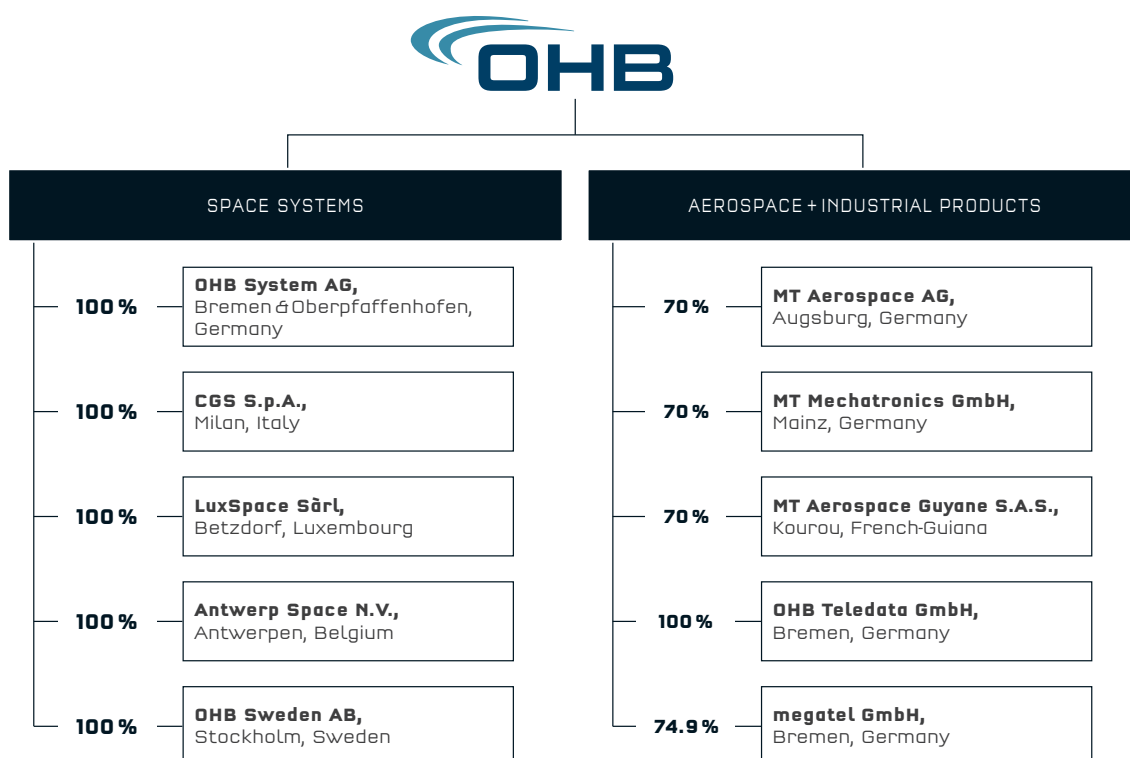 OHB
SPACE SYSTEMS
100 %
OHB System AG,
Bremen & Oberpfaffenhofen,
Germany
100 %
CGS S.p.A.,
Milan, Italy
100 %
LuxSpace Sàrl,
Betzdorf, Luxembourg
100 %
Antwerp Space N.V.,
Antwerpen, Belgium
100 %
OHB Sweden AB,
Stockholm, Sweden
AEROSPACE + INDUSTRIAL PRODUCTS
70 %
MT Aerospace AG,
Augsburg, Germany
70 %
MT Mechatronics GmbH,
Mainz, Germany
70 %
MT Aerospace Guyane S.A.S.,
Kourou, French-Guiana
100 %
OHB Teledata GmbH,
Bremen, Germany
74.9 %
megatel GmbH,
Bremen, Germany